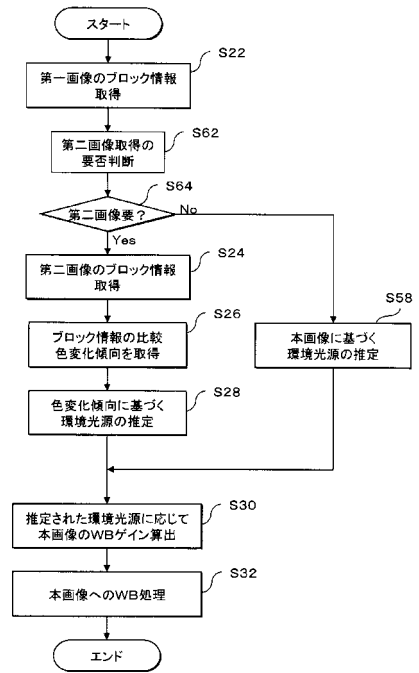 スタート
S22
第一画像のブロック情報
取得
S62
第二画像取得の
要否判断
S64
第二画像要?
No
Yes
S24
第二画像のブロック情報
取得
S26
ブロック情報の比較
色変化傾向を取得
S58
本画像に基づく
環境光源の推定
S28
色変化傾向に基づく
環境光源の推定
S30
推定された環境光源に応じて
本画像のWBゲイン算出
S32
本画像へのWB処理
エンド